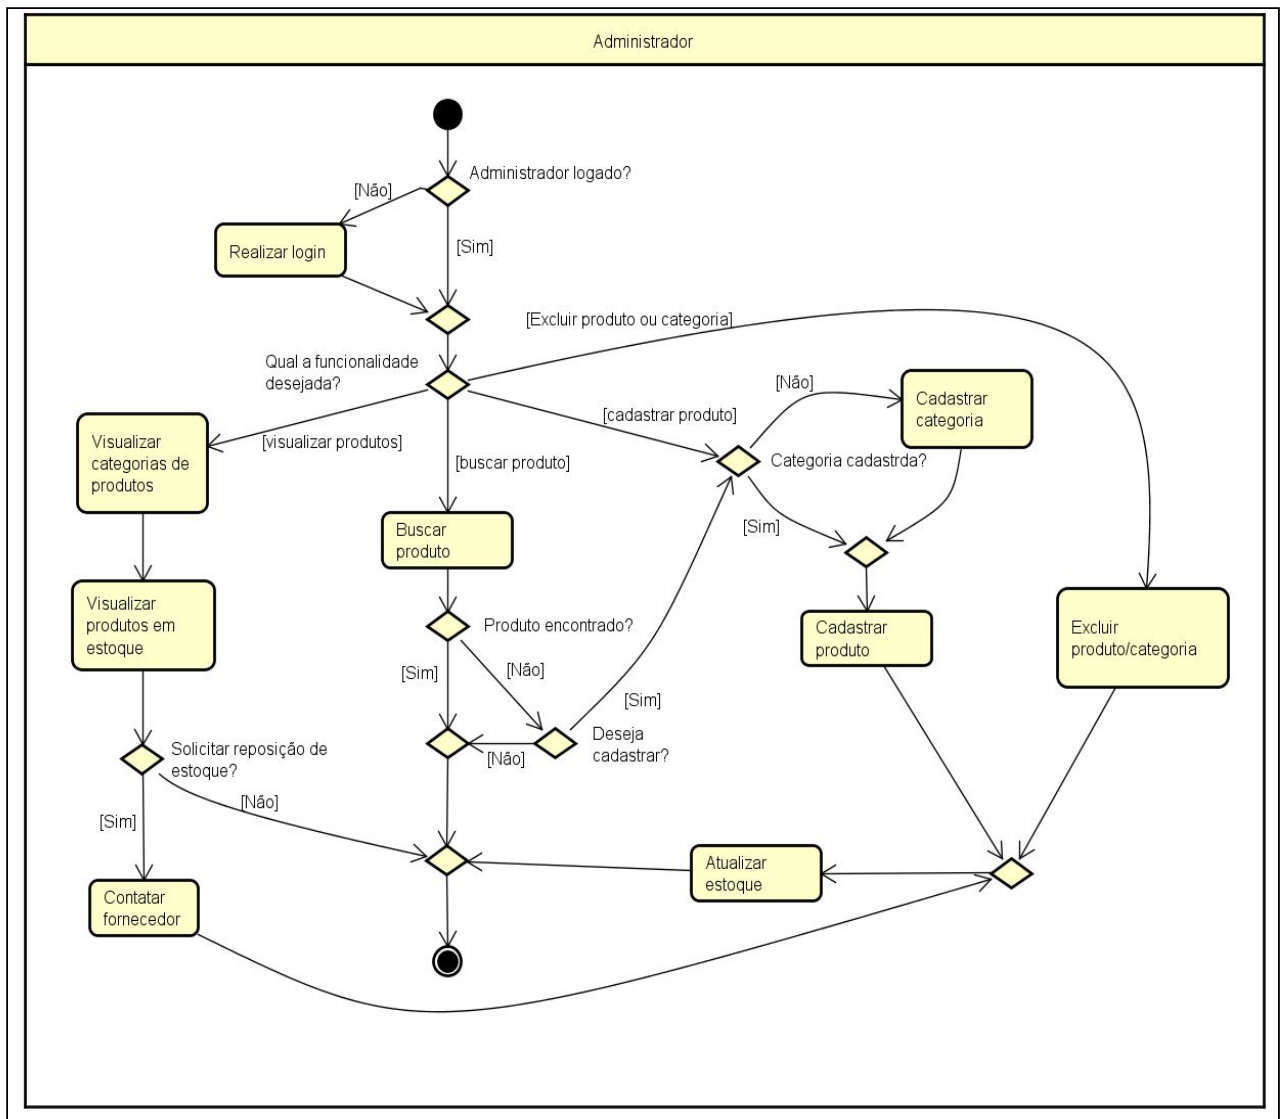 Administrador
Administrador logado?
[Não]
Realizar login
[Sim]
[Excluir produto ou categoria]
Qual a funcionalidade
desejada?
[Não]
Cadastrar
categoria
[cadastrar produto]
Visualizar
categorias de
produtos
[visualizar produtos]
[buscar produto]
Categoria cadastrda?
Buscar
produto
[Sim]
Visualizar
produtos em
estoque
Produto encontrado?
Cadastrar
produto
Excluir
produto/categoria
[Sim]
[Não]
[Sim]
Solicitar reposição de
estoque?
[Não]
Deseja
cadastrar?
[Não]
[Sim]
Atualizar
estoque
Contatar
fornecedor